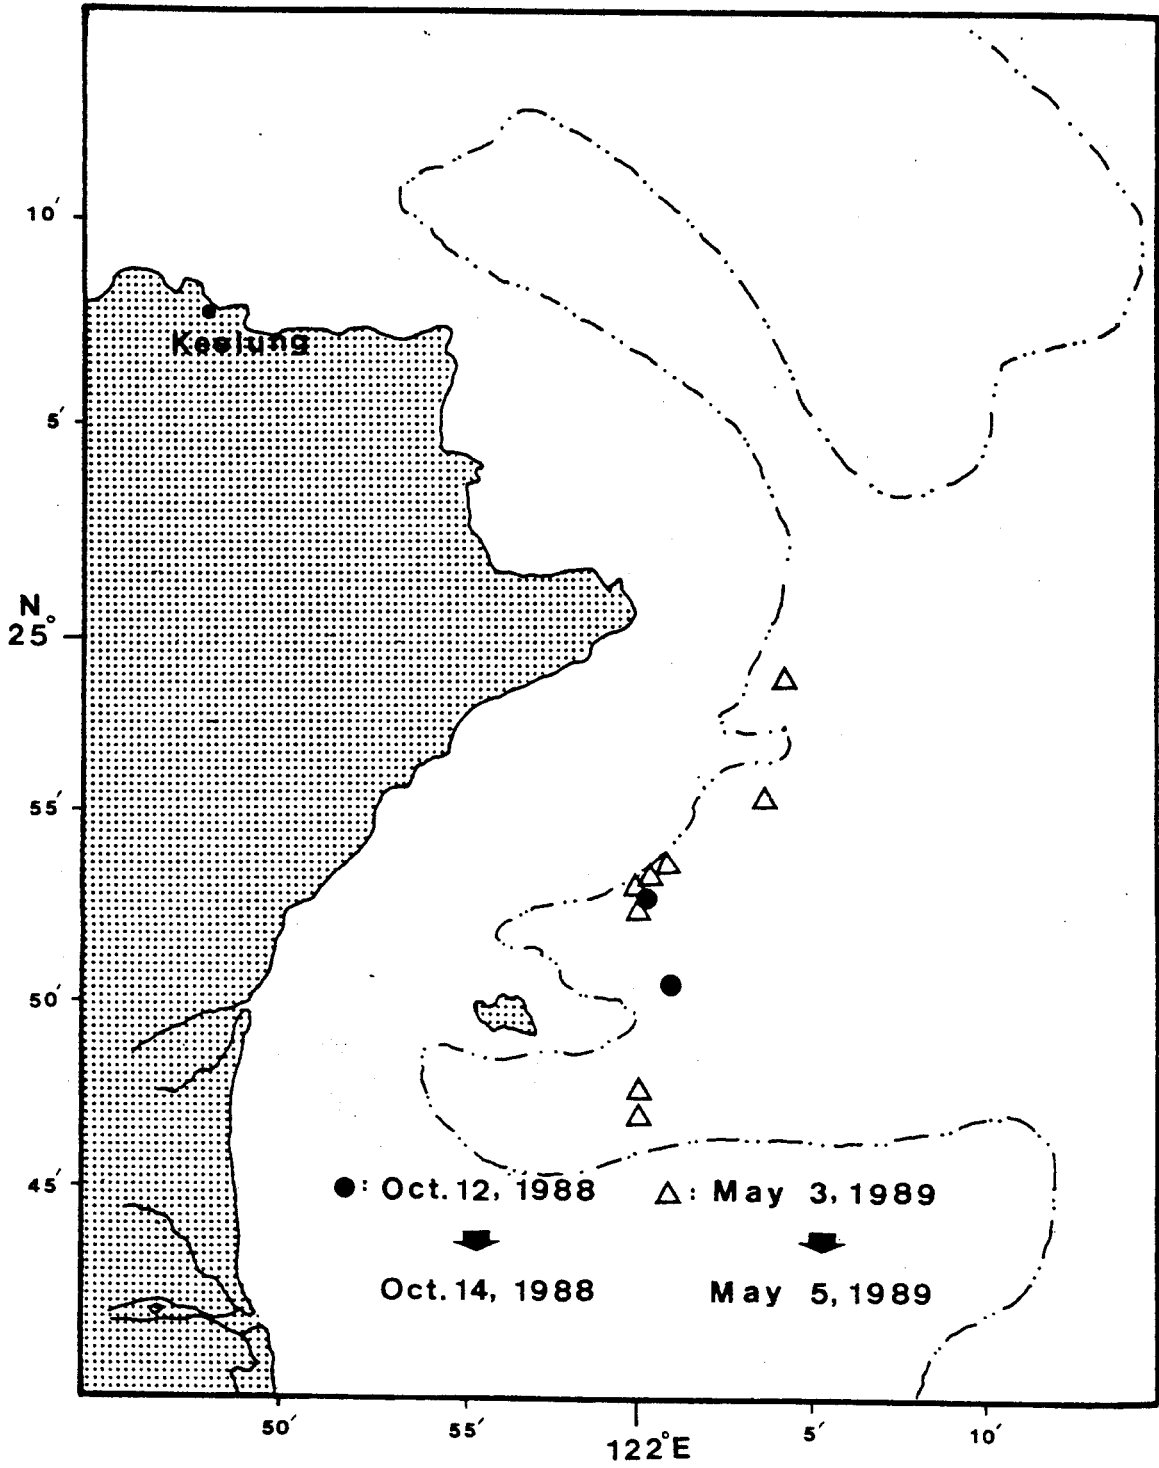 10′
Keelung
5′
N
25°
55′
50′
45′
●: Oct. 12, 1988
△: May 3, 1989
Oct. 14, 1988
May 5, 1989
50′
55′
122°E
5′
10′